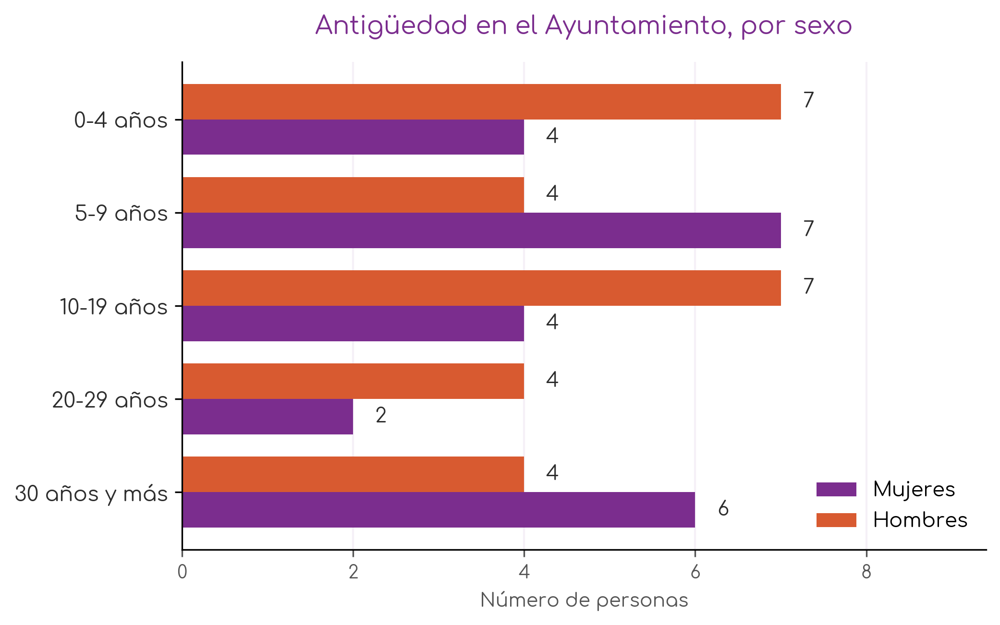 Antigüedad en el Ayuntamiento, por sexo
0-4 años
7
4
5-9 años
4
7
10-19 años
7
4
20-29 años
4
2
30 años y más
4
6
Mujeres
Hombres
0 2 4 6 8
Número de personas